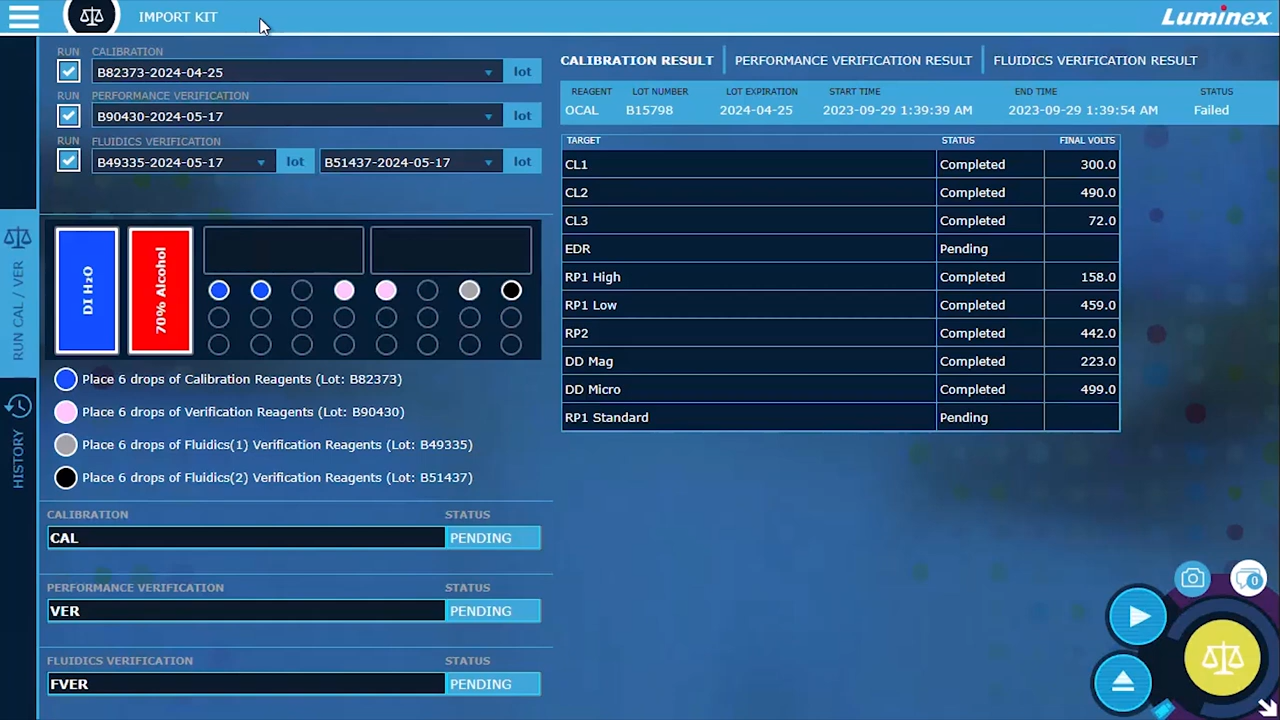 IMPORT KIT
Luminex
RUN CALIBRATION
B82373-2024-04-25 lot
RUN PERFORMANCE VERIFICATION
B90430-2024-05-17 lot
RUN FLUIDICS VERIFICATION
B49335-2024-05-17 lot B51437-2024-05-17 lot
RUN CAL / VER
HISTORY
DI H₂O
70% Alcohol
Place 6 drops of Calibration Reagents (Lot: B82373)
Place 6 drops of Verification Reagents (Lot: B90430)
Place 6 drops of Fluidics(1) Verification Reagents (Lot: B49335)
Place 6 drops of Fluidics(2) Verification Reagents (Lot: B51437)
CALIBRATION STATUS
CAL PENDING
PERFORMANCE VERIFICATION STATUS
VER PENDING
FLUIDICS VERIFICATION STATUS
FVER PENDING
CALIBRATION RESULT PERFORMANCE VERIFICATION RESULT FLUIDICS VERIFICATION RESULT
REAGENT LOT NUMBER LOT EXPIRATION START TIME END TIME STATUS
OCAL B15798 2024-04-25 2023-09-29 1:39:39 AM 2023-09-29 1:39:54 AM Failed
TARGET STATUS FINAL VOLTS
CL1 Completed 300.0
CL2 Completed 490.0
CL3 Completed 72.0
EDR Pending
RP1 High Completed 158.0
RP1 Low Completed 459.0
RP2 Completed 442.0
DD Mag Completed 223.0
DD Micro Completed 499.0
RP1 Standard Pending
0